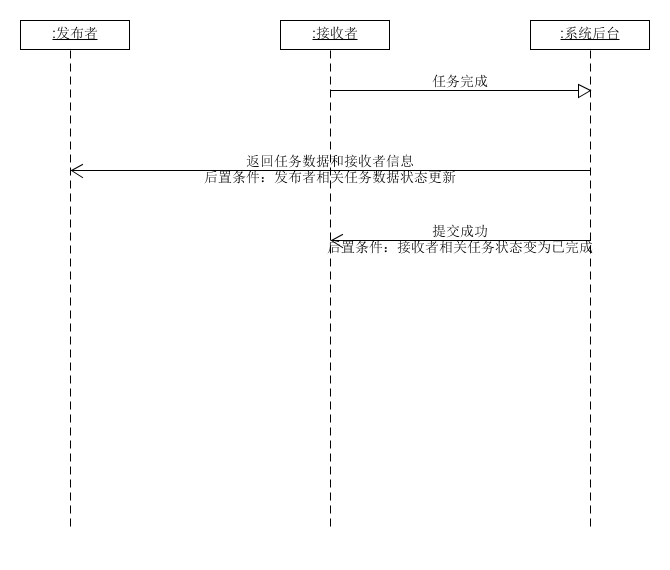 :发布者
:接收者
:系统后台
任务完成
返回任务数据和接收者信息
后置条件：发布者相关任务数据状态更新
提交成功
后置条件：接收者相关任务状态变为已完成